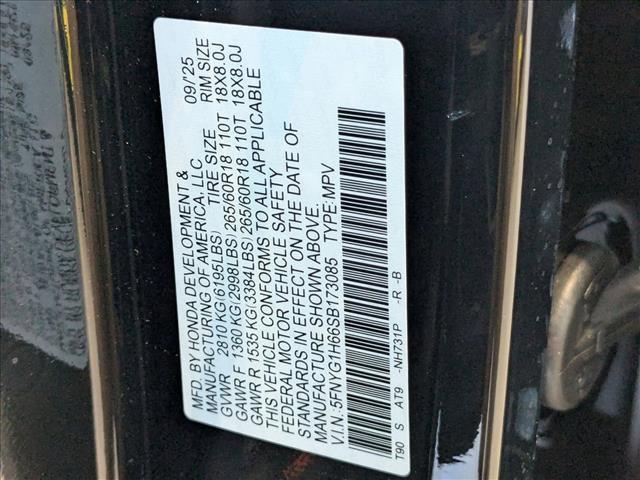 MFD. BY HONDA DEVELOPMENT & 09/'25
MANUFACTURING OF AMERICA, LLC
GVWR 2810 KG(6195LBS) TIRE SIZE RIM SIZE
GAWR F 1360 KG(2998LBS)265/60R18 110T 18X8.0J
GAWR R 1535 KG(3384LBS)265/60R18 110T 18X8.0J
THIS VEHICLE CONFORMS TO ALL APPLICABLE
FEDERAL MOTOR VEHICLE SAFETY
STANDARDS IN EFFECT ON THE DATE OF
MANUFACTURE SHOWN ABOVE.
V.I.N.:5FNYG1H66SB173085 TYPE:MPV
T90 S AT9 -NH731P -R -B